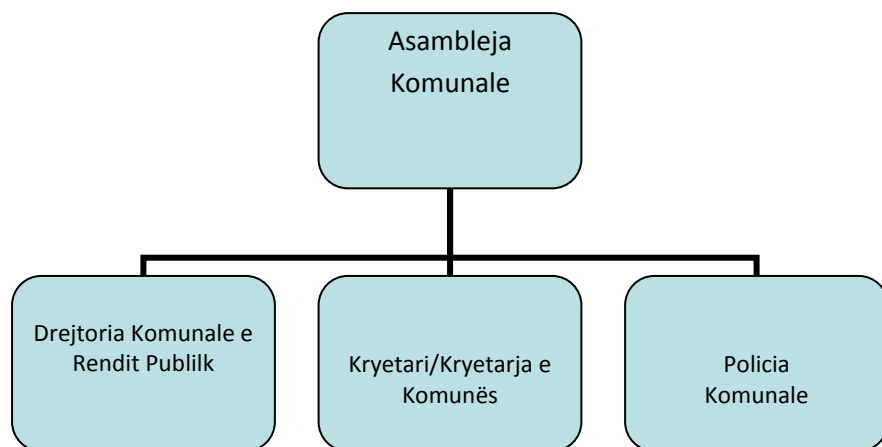 Asambleja
Komunale
Drejtoria Komunale e
Rendit Publilk
Kryetari/Kryetarja e
Komunës
Policia
Komunale